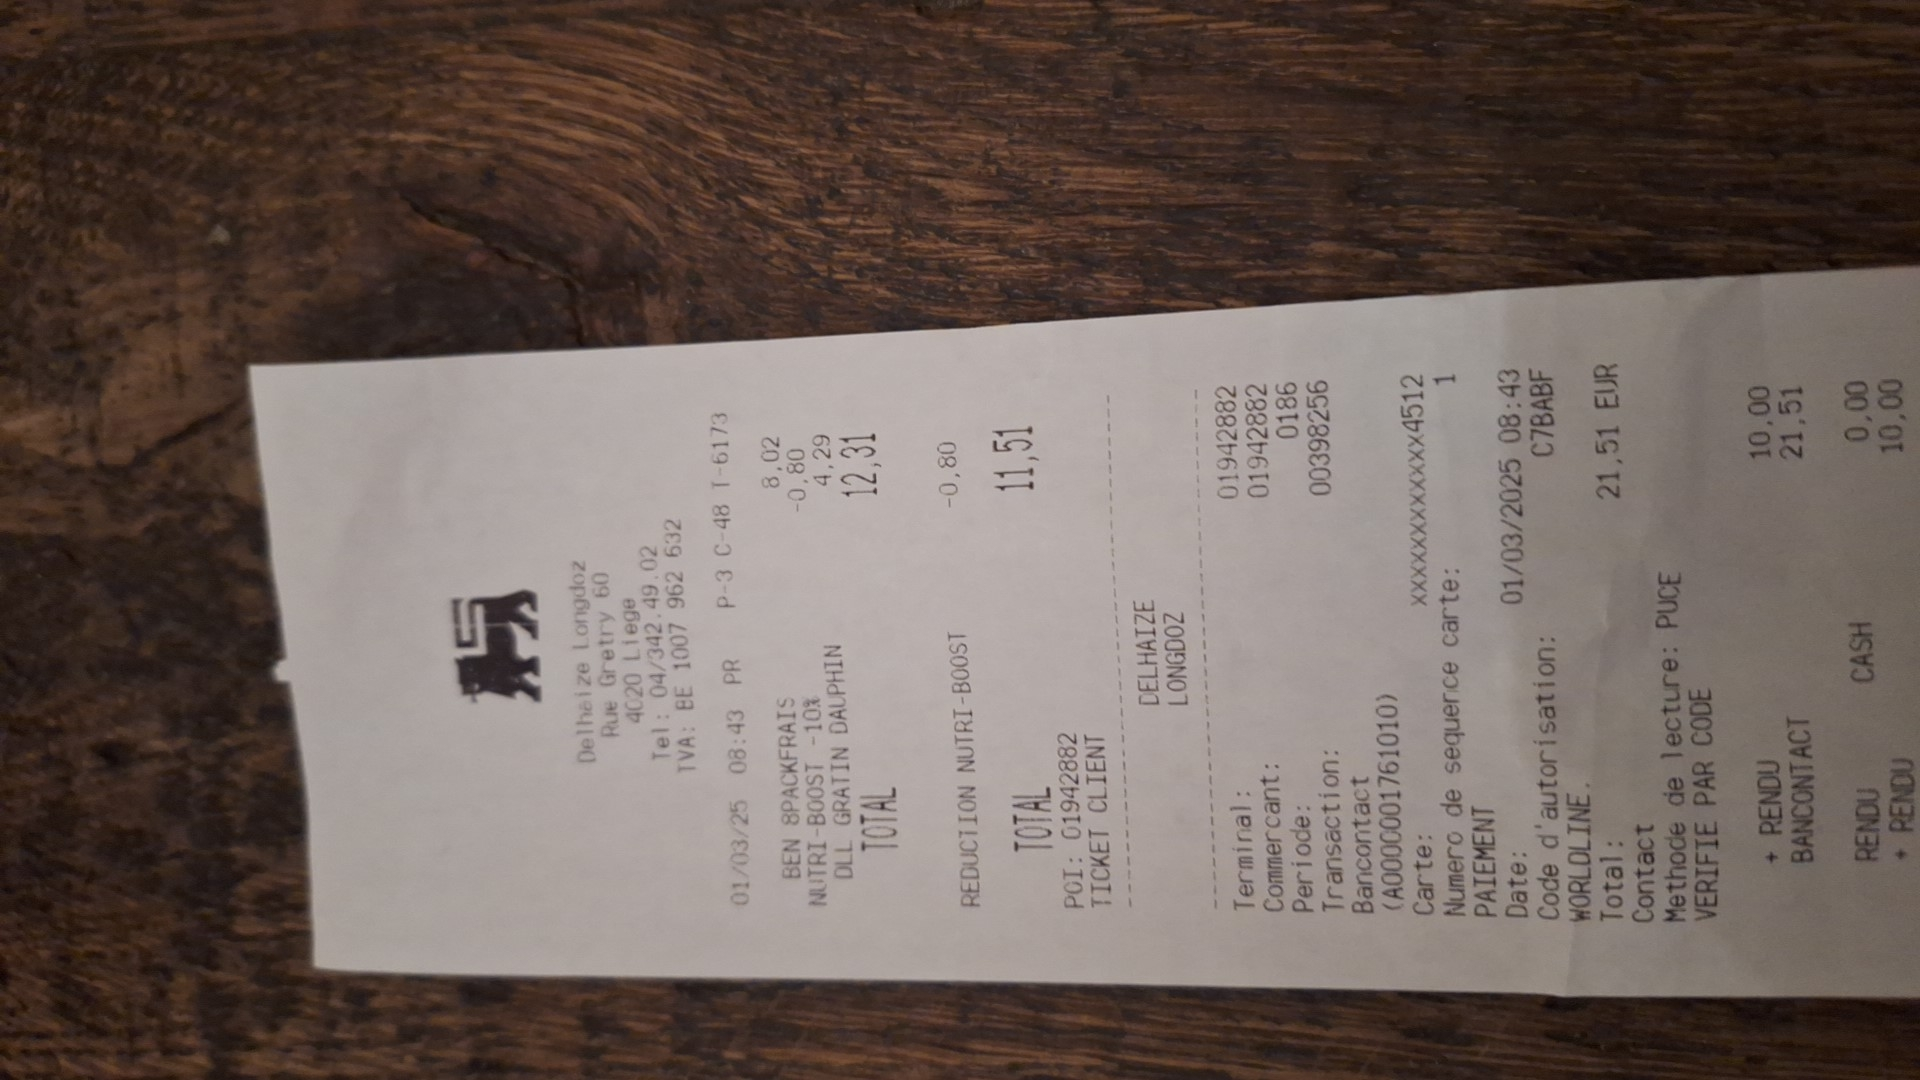 Delhaize Longdoz
Rue Gretry 60
4020 Liege
Tel: 04/342.49.02
TVA: BE 1007 962 632
01/03/25 08:43 PR P-3 C-48 T-6173
BEN 8PACKFRAIS 8,02
NUTRI-BOOST -10% -0,80
DLL GRATIN DAUPHIN 4,29
TOTAL 12,31
REDUCTION NUTRI-BOOST -0,80
TOTAL 11,51
POI: 01942882
TICKET CLIENT
DELHAIZE
LONGDOZ
Terminal: 01942882
Commercant: 01942882
Periode: 0186
Transaction: 00398256
Bancontact
(A0000001761010)
Carte: xxxxxxxxxxxxx4512
Numero de sequence carte: 1
PAIEMENT
Date: 01/03/2025 08:43
Code d'autorisation: C7BABF
WORLDLINE.
Total: 21,51 EUR
Contact
Methode de lecture: PUCE
VERIFIE PAR CODE
+ RENDU 10,00
BANCONTACT 21,51
RENDU CASH 0,00
+ RENDU 10,00